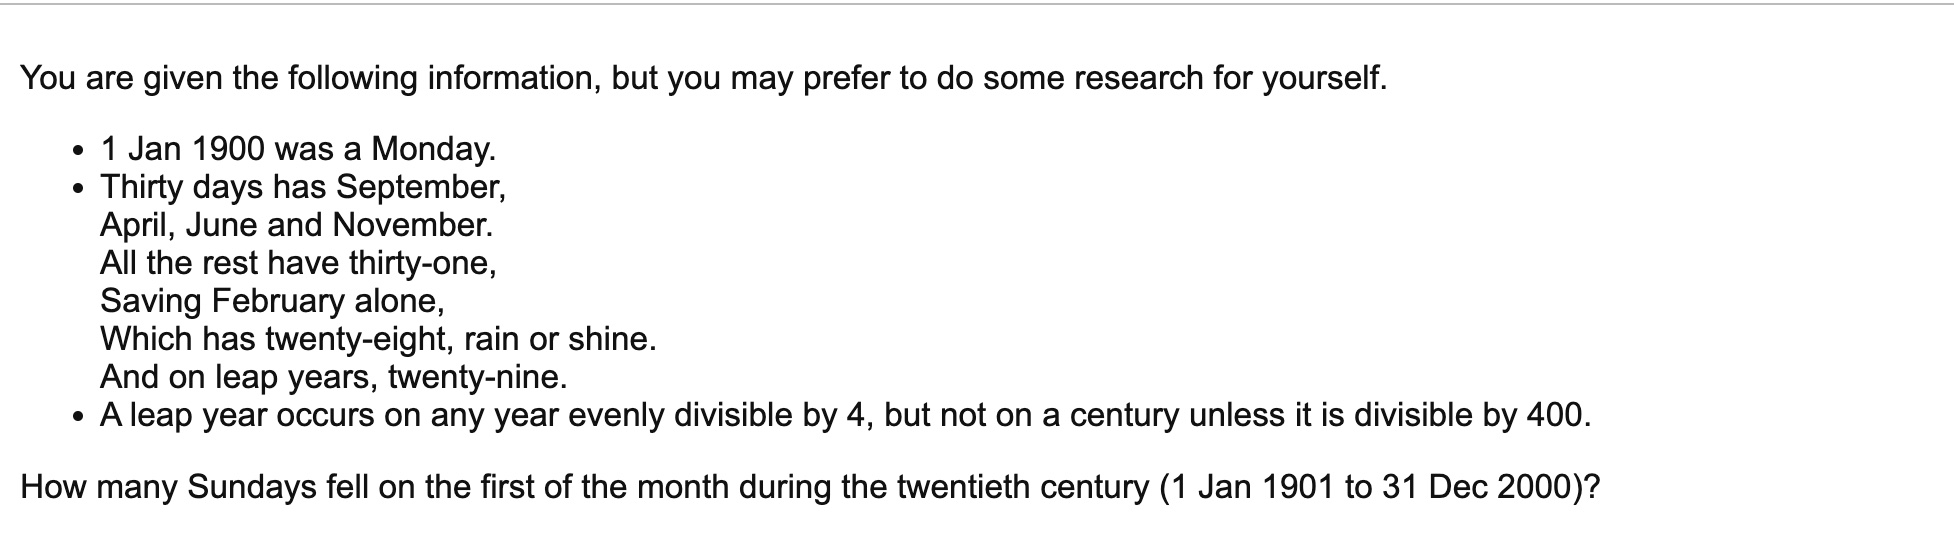 You are given the following information, but you may prefer to do some research for yourself.
• 1 Jan 1900 was a Monday.
• Thirty days has September,
April, June and November.
All the rest have thirty-one,
Saving February alone,
Which has twenty-eight, rain or shine.
And on leap years, twenty-nine.
• A leap year occurs on any year evenly divisible by 4, but not on a century unless it is divisible by 400.
How many Sundays fell on the first of the month during the twentieth century (1 Jan 1901 to 31 Dec 2000)?